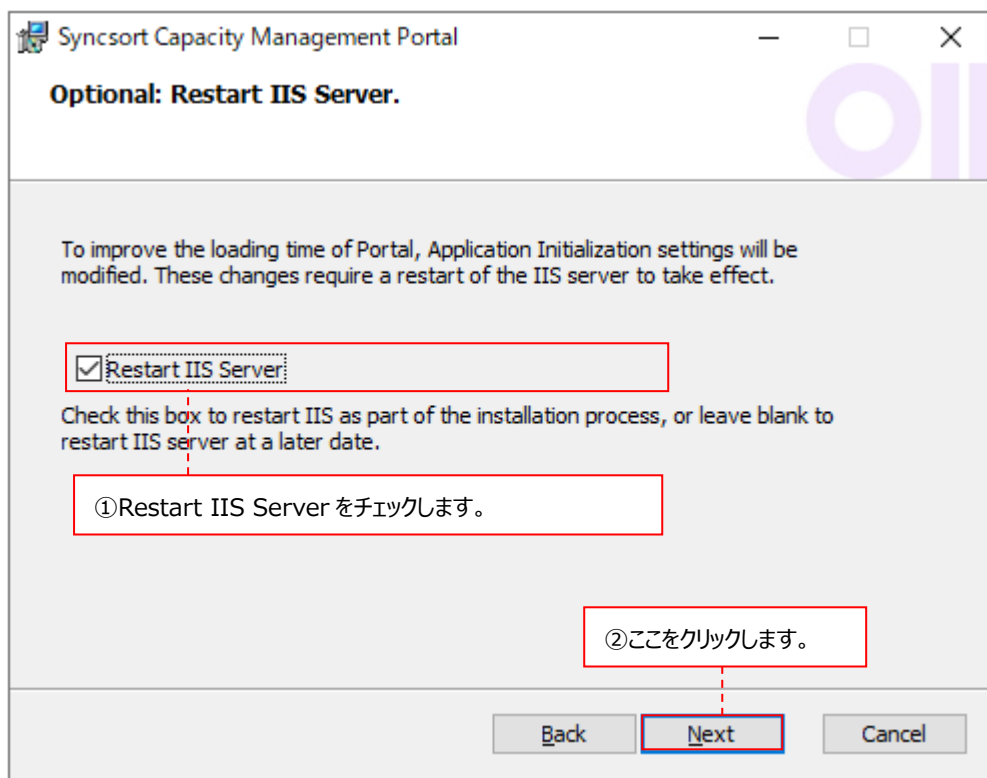 Syncsort Capacity Management Portal
Optional: Restart IIS Server.
To improve the loading time of Portal, Application Initialization settings will be
modified. These changes require a restart of the IIS server to take effect.
Restart IIS Server
Check this box to restart IIS as part of the installation process, or leave blank to
restart IIS server at a later date.
①Restart IIS Server をチェックします。
②ここをクリックします。
Back Next Cancel